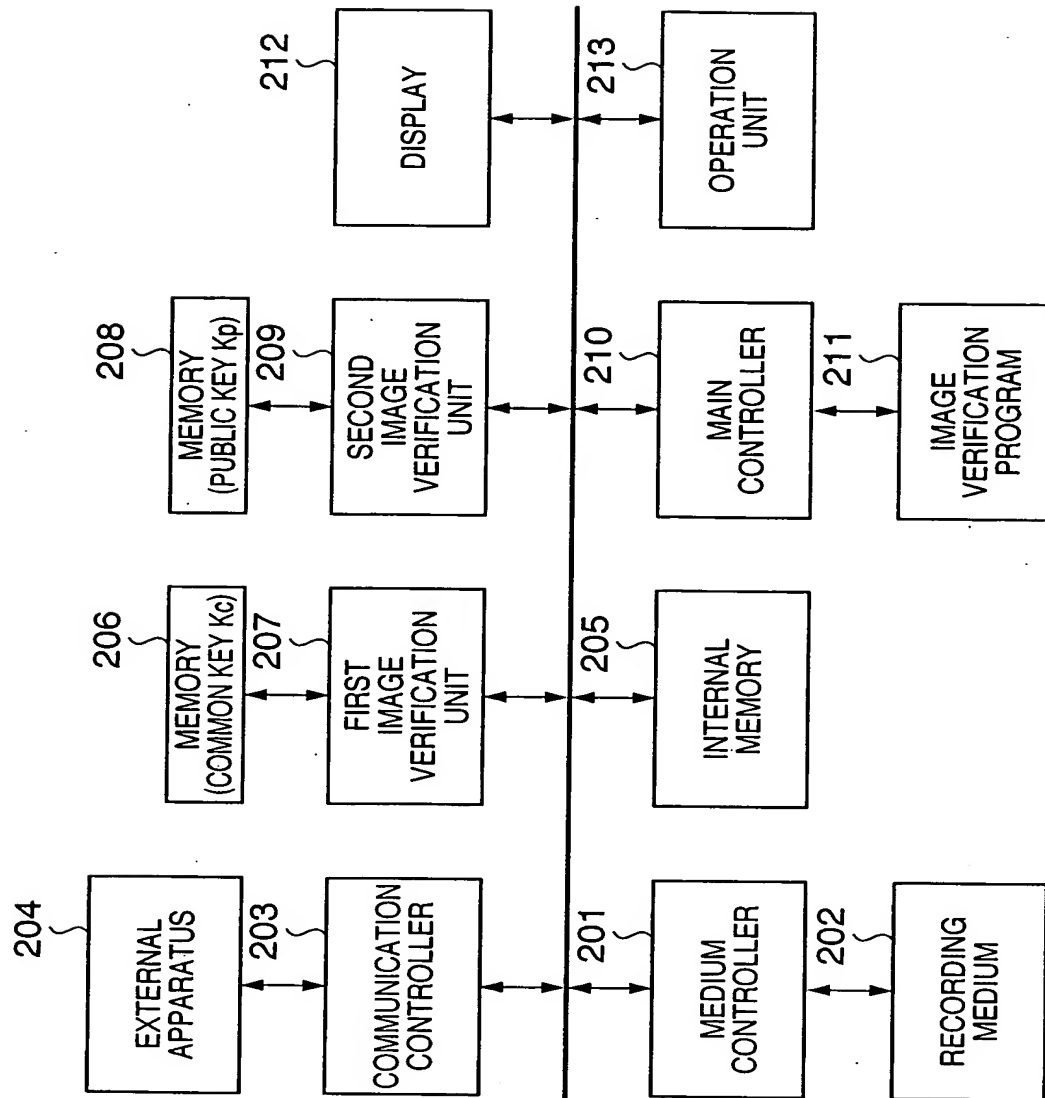 204
EXTERNAL
APPARATUS
203
COMMUNICATION
CONTROLLER
206
MEMORY
(COMMON KEY Kc)
207
FIRST
IMAGE
VERIFICATION
UNIT
208
MEMORY
(PUBLIC KEY Kp)
209
SECOND
IMAGE
VERIFICATION
UNIT
212
DISPLAY
201
MEDIUM
CONTROLLER
202
RECORDING
MEDIUM
205
INTERNAL
MEMORY
210
MAIN
CONTROLLER
211
IMAGE
VERIFICATION
PROGRAM
213
OPERATION
UNIT